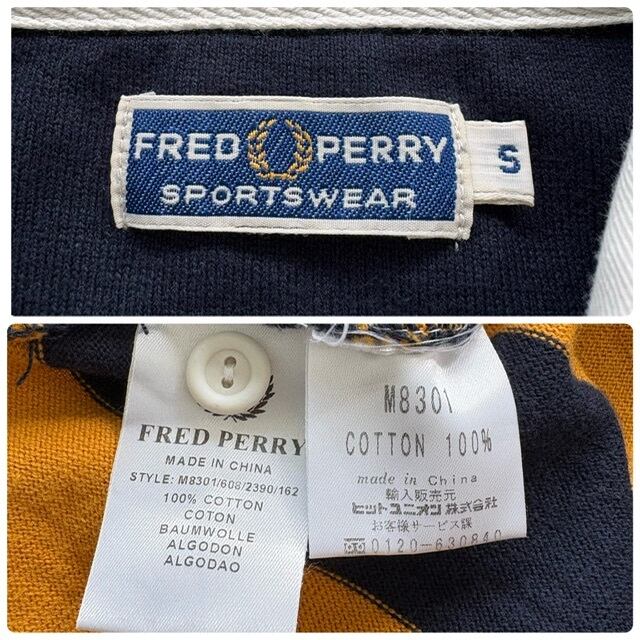 FRED PERRY
SPORTSWEAR
S
FRED PERRY
MADE IN CHINA
STYLE: M8301/608/2390/162
100% COTTON
COTON
BAUMWOLLE
ALGODON
ALGODAO
M8301
COTTON 100%
made in China
輸入販売元
ヒットユニオン株式会社
お客様サービス課
0120-630840